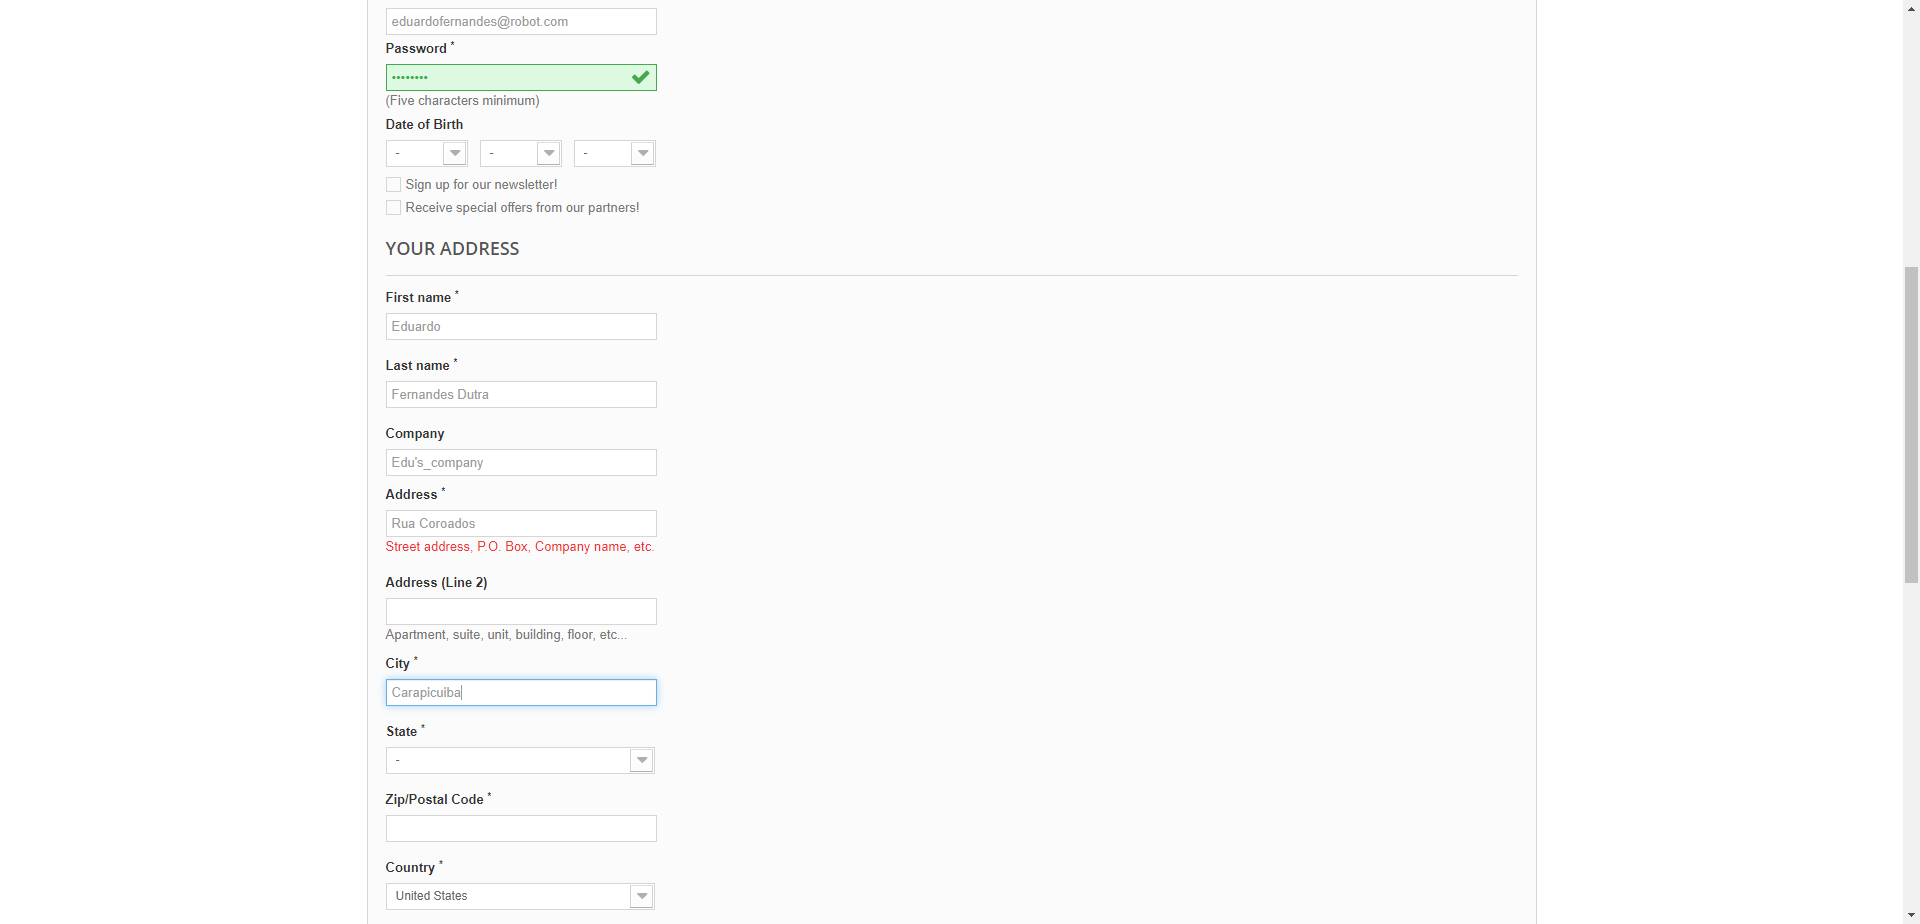 eduardofernandes@robot.com
Password *
••••••••
(Five characters minimum)
Date of Birth
- - -
Sign up for our newsletter!
Receive special offers from our partners!
YOUR ADDRESS
First name *
Eduardo
Last name *
Fernandes Dutra
Company
Edu's_company
Address *
Rua Coroados
Street address, P.O. Box, Company name, etc.
Address (Line 2)
Apartment, suite, unit, building, floor, etc...
City *
Carapicuiba
State *
-
Zip/Postal Code *
Country *
United States